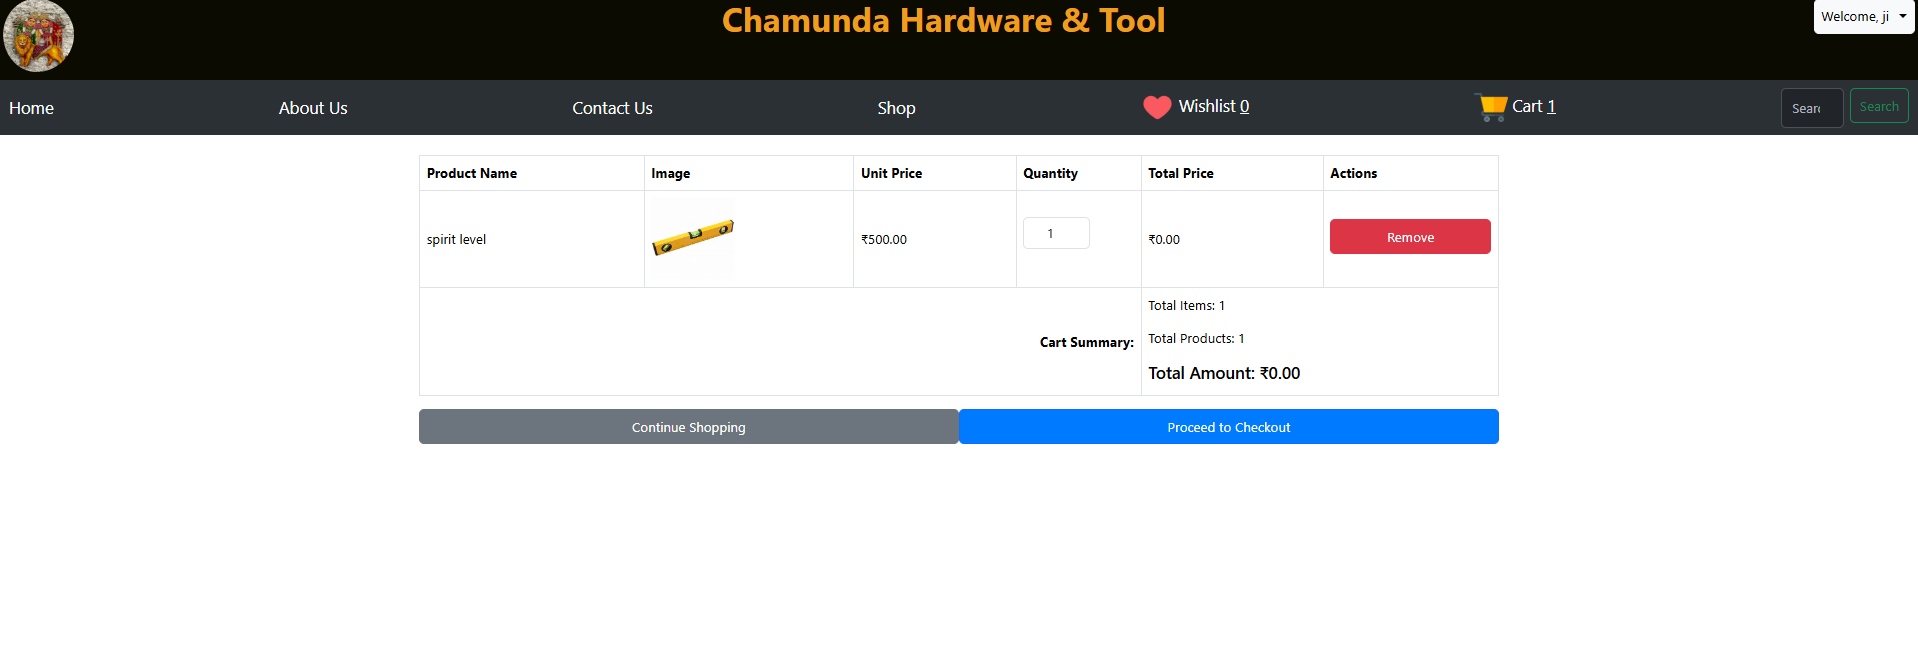 Chamunda Hardware & Tool
Welcome, ji
Home About Us Contact Us Shop Wishlist 0 Cart 1 Sear Search
Product Name Image Unit Price Quantity Total Price Actions
spirit level ₹500.00 1 ₹0.00 Remove
Total Items: 1
Cart Summary: Total Products: 1
Total Amount: ₹0.00
Continue Shopping Proceed to Checkout